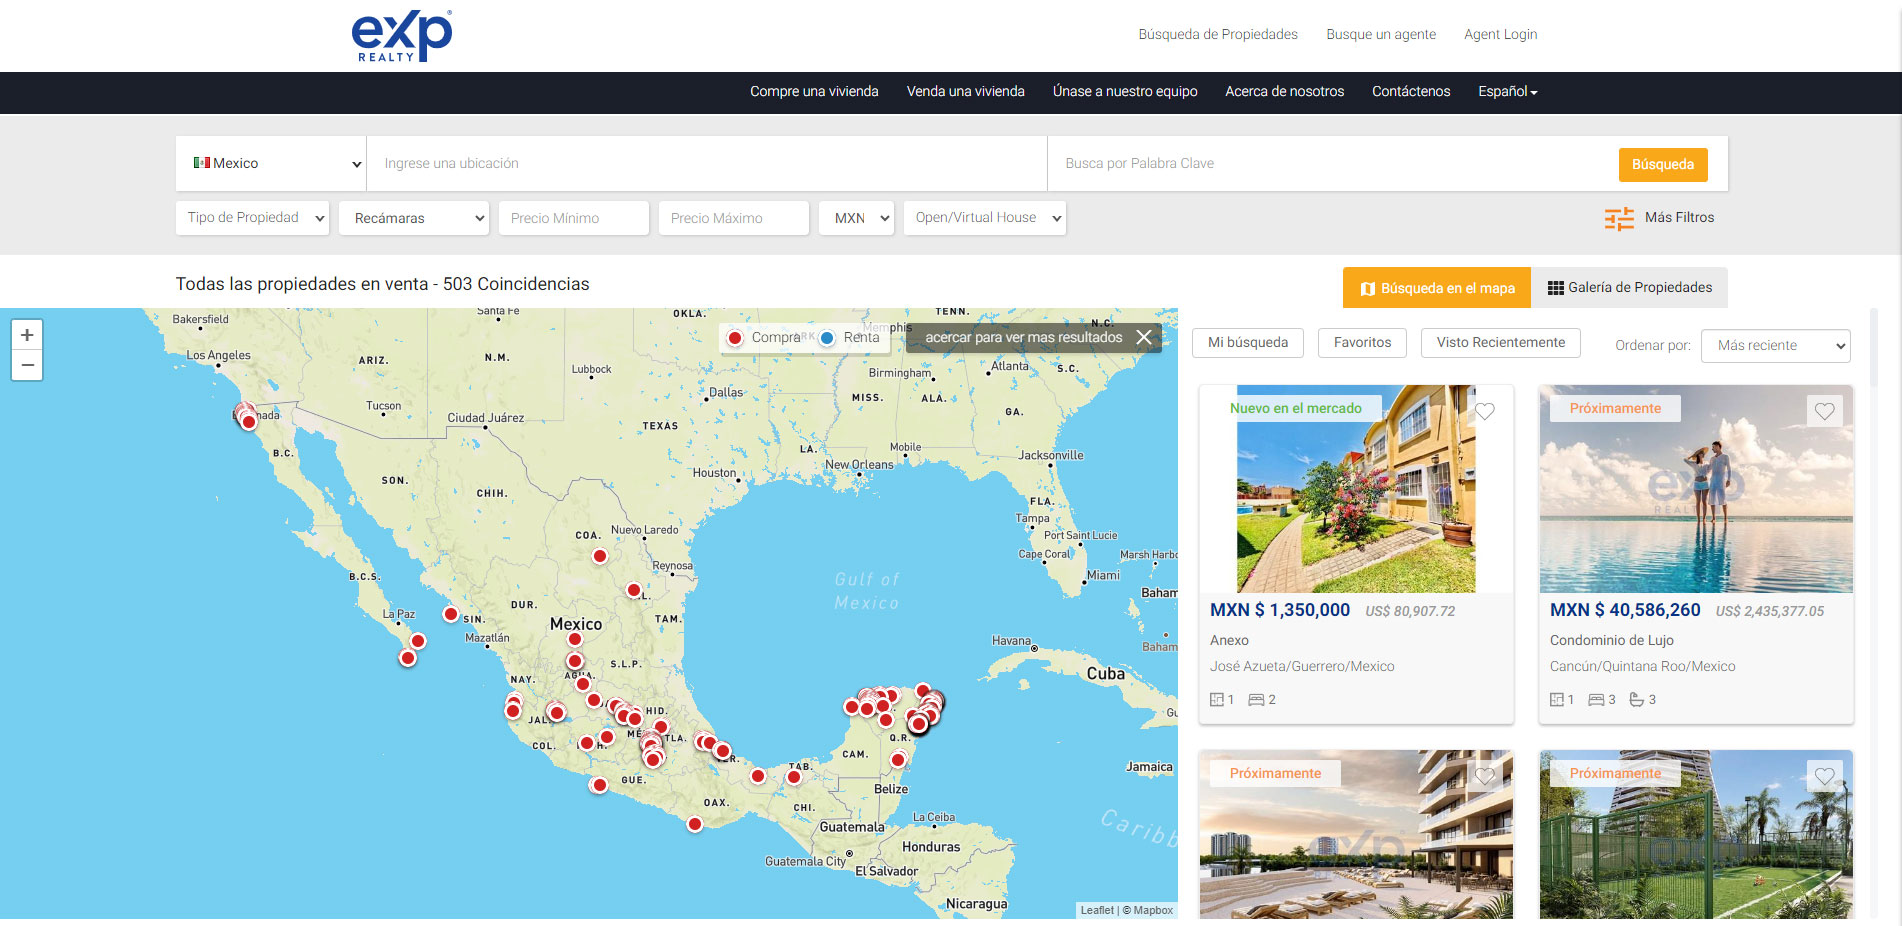 exp
REALTY
Búsqueda de Propiedades
Busque un agente
Agent Login
Compre una vivienda
Venda una vivienda
Únase a nuestro equipo
Acerca de nosotros
Contáctenos
Español
Mexico
Ingrese una ubicación
Busca por Palabra Clave
Búsqueda
Tipo de Propiedad
Recámaras
Precio Mínimo
Precio Máximo
MXN
Open/Virtual House
Más Filtros
Todas las propiedades en venta - 503 Coincidencias
Búsqueda en el mapa
Galería de Propiedades
+
−
Compra
Renta
acercar para ver mas resultados
Bakersfield
Santa Fe
OKLA.
TENN.
Memphis
N.C.
Los Angeles
ARIZ.
N.M.
Lubbock
Birmingham
Atlanta
S.C.
Dallas
MISS.
ALA.
GA.
Tucson
Ciudad Juárez
TEXAS
B.C.
LA.
Mobile
New Orleans
Jacksonville
Houston
SON.
CHIH.
FLA.
Tampa
COA.
Nuevo Laredo
Port Saint Lucie
Cape Coral
Marsh Harbo
Reynosa
Miami
B.C.S.
Gulf of
Mexico
Baham
DUR.
La Paz
SIN.
Mexico
TAM.
Mazatlán
Havana
Baham
S.L.P.
Cuba
NAY.
AGUA.
HID.
JAL.
Q.R.
COL.
TLA.
CAM.
VER.
TAB.
Jamaica
GUE.
Belize
OAX.
CHI.
La Ceiba
Caribb
Guatemala
Honduras
Guatemala City
El Salvador
Nicaragua
Leaflet | © Mapbox
Mi búsqueda
Favoritos
Visto Recientemente
Ordenar por:
Más reciente
Nuevo en el mercado
MXN $ 1,350,000
US$ 80,907.72
Anexo
José Azueta/Guerrero/Mexico
1
2
Próximamente
exp
REALTY
MXN $ 40,586,260
US$ 2,435,377.05
Condominio de Lujo
Cancún/Quintana Roo/Mexico
1
3
3
Próximamente
exp
Próximamente